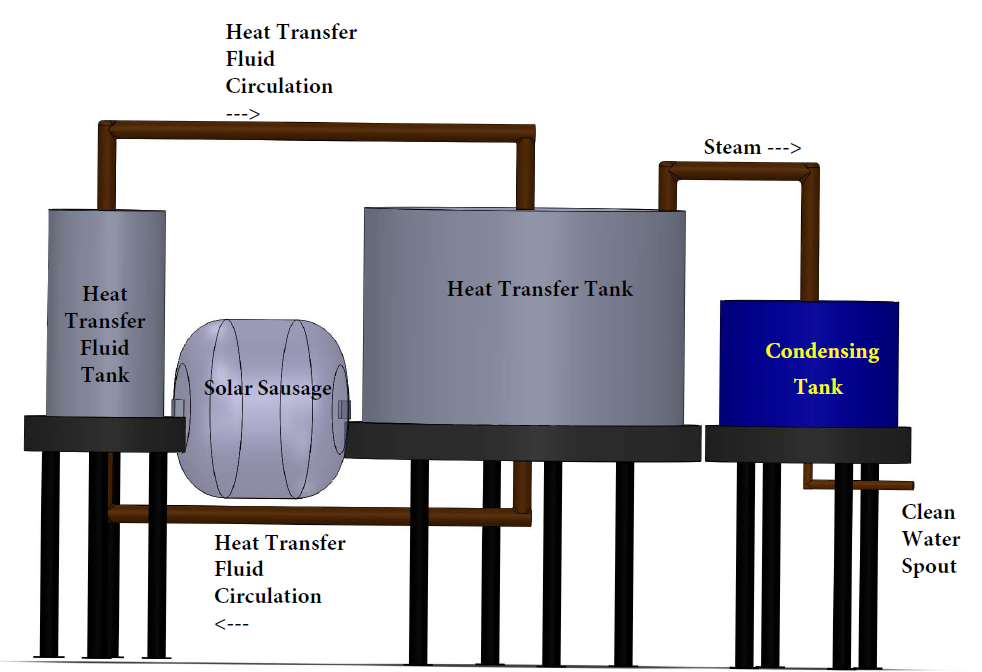 Heat Transfer
Fluid
Circulation
--->
Steam --->
Heat
Transfer
Fluid
Tank
Solar Sausage
Heat Transfer Tank
Condensing
Tank
Heat Transfer
Fluid
Circulation
<---
Clean
Water
Spout